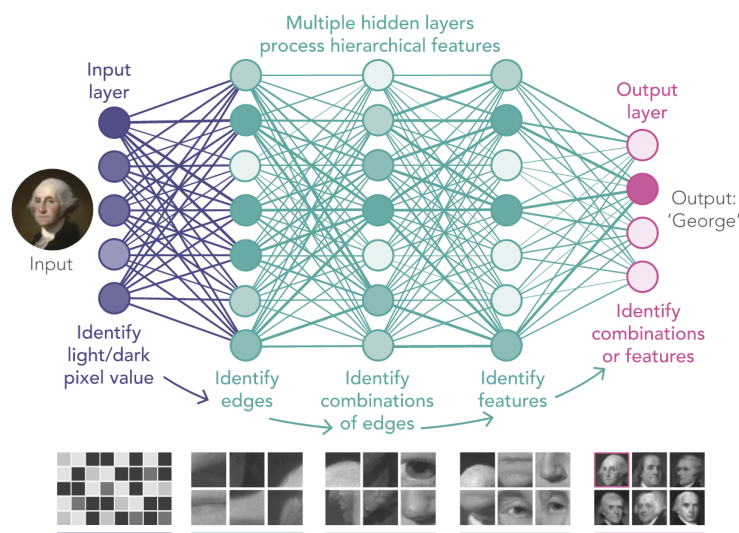 Multiple hidden layers
process hierarchical features
Input
layer
Output
layer
Input
Output:
‘George’
Identify
light/dark
pixel value
Identify
edges
Identify
combinations
of edges
Identify
features
Identify
combinations
or features